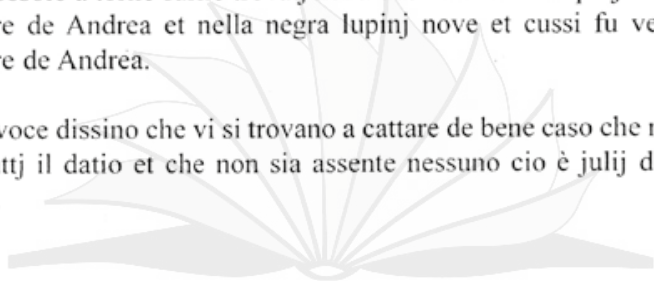 re de Andrea et nella negra lupinj nove et cussi fu ve
re de Andrea.
voce dissino che vi si trovano a cattare de bene caso che
ttj il datio et che non sia assente nessuno cio è julij d